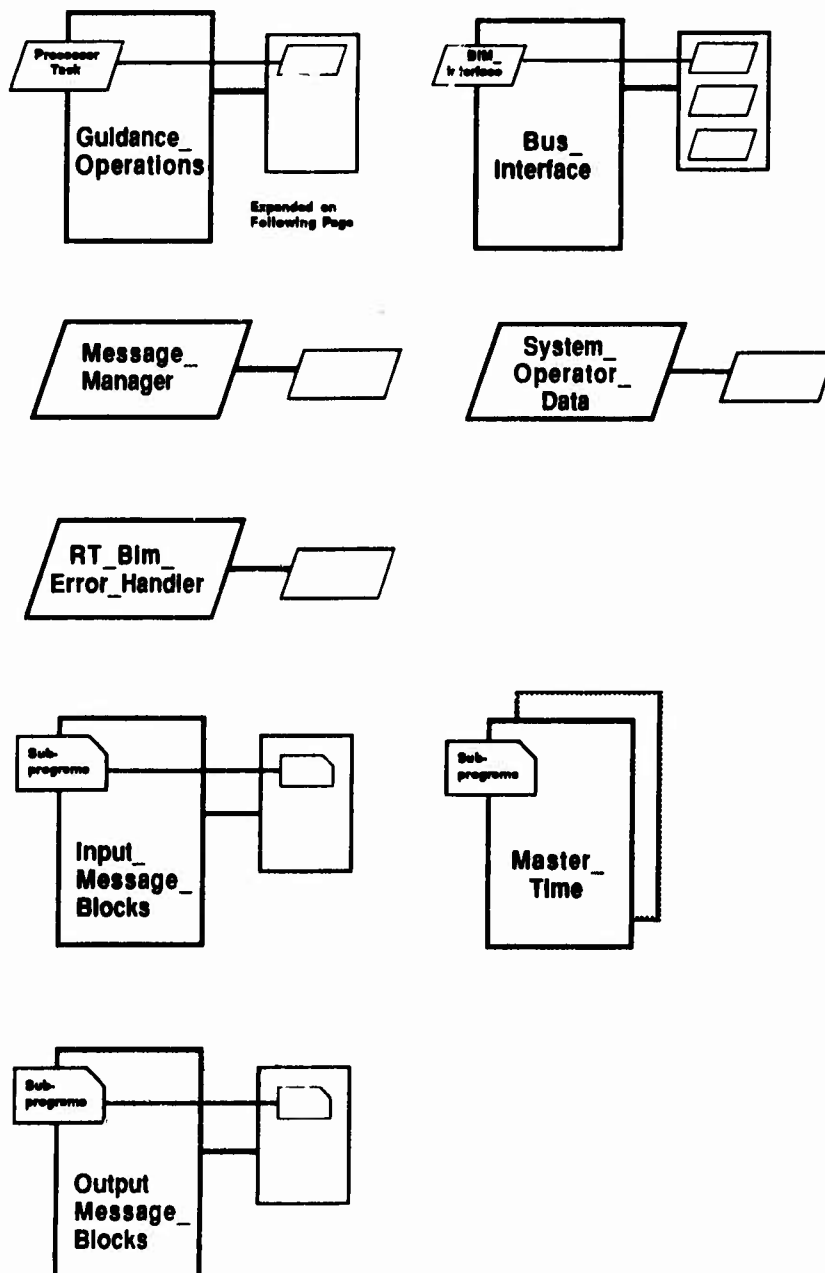 Processor
Task
Guidance_
Operations
Expanded on
Following Page
BIM_
Interface
Bus_
Interface
Message_
Manager
System_
Operator_
Data
RT_Bim_
Error_Handler
Sub-
programs
Input_
Message_
Blocks
Sub-
programs
Master_
Time
Sub-
programs
Output
Message_
Blocks